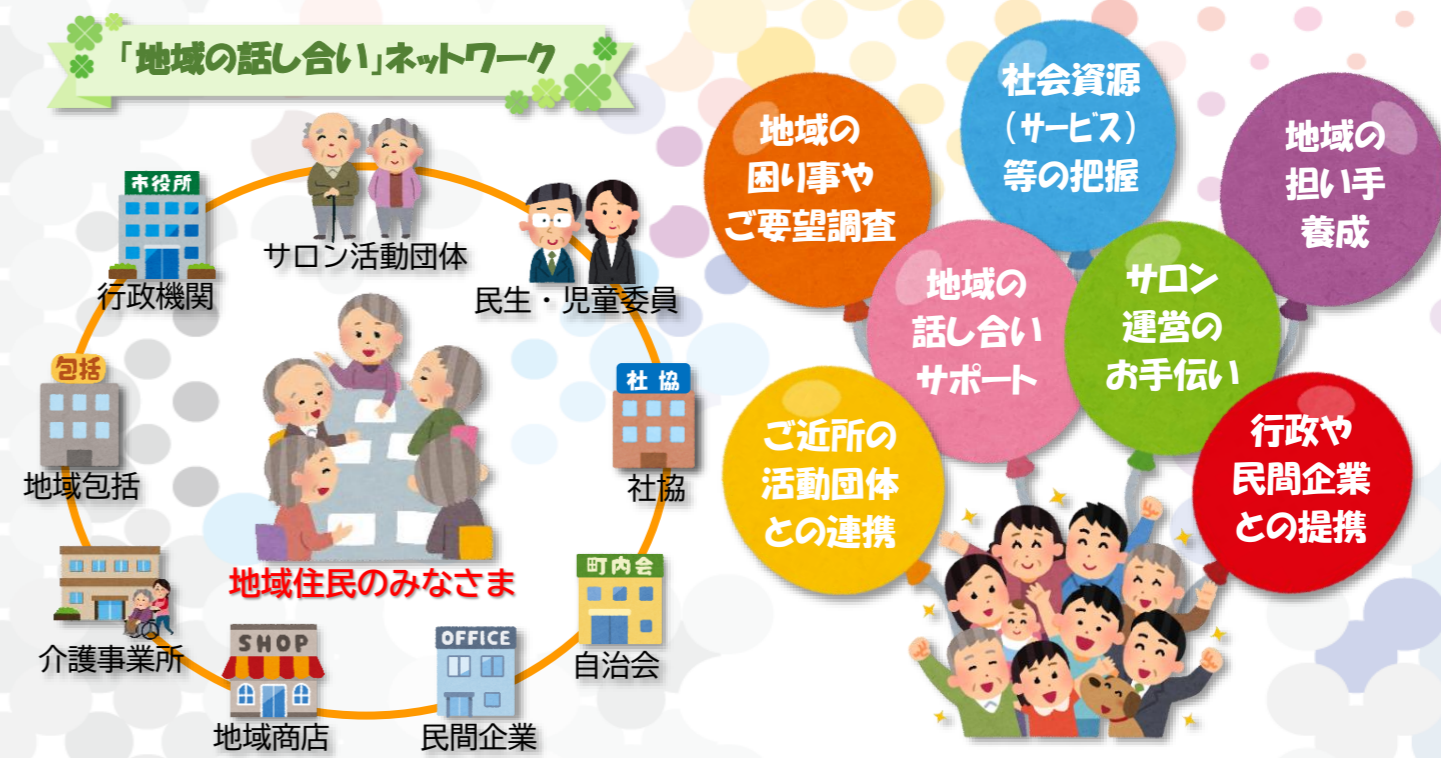 「地域の話し合い」ネットワーク
サロン活動団体
市役所
行政機関
民生・児童委員
包括
地域包括
社協
社協
地域住民のみなさま
介護事業所
SHOP
地域商店
OFFICE
民間企業
町内会
自治会
地域の
困り事や
ご要望調査
社会資源
（サービス）
等の把握
地域の
担い手
養成
地域の
話し合い
サポート
サロン
運営の
お手伝い
ご近所の
活動団体
との連携
行政や
民間企業
との提携